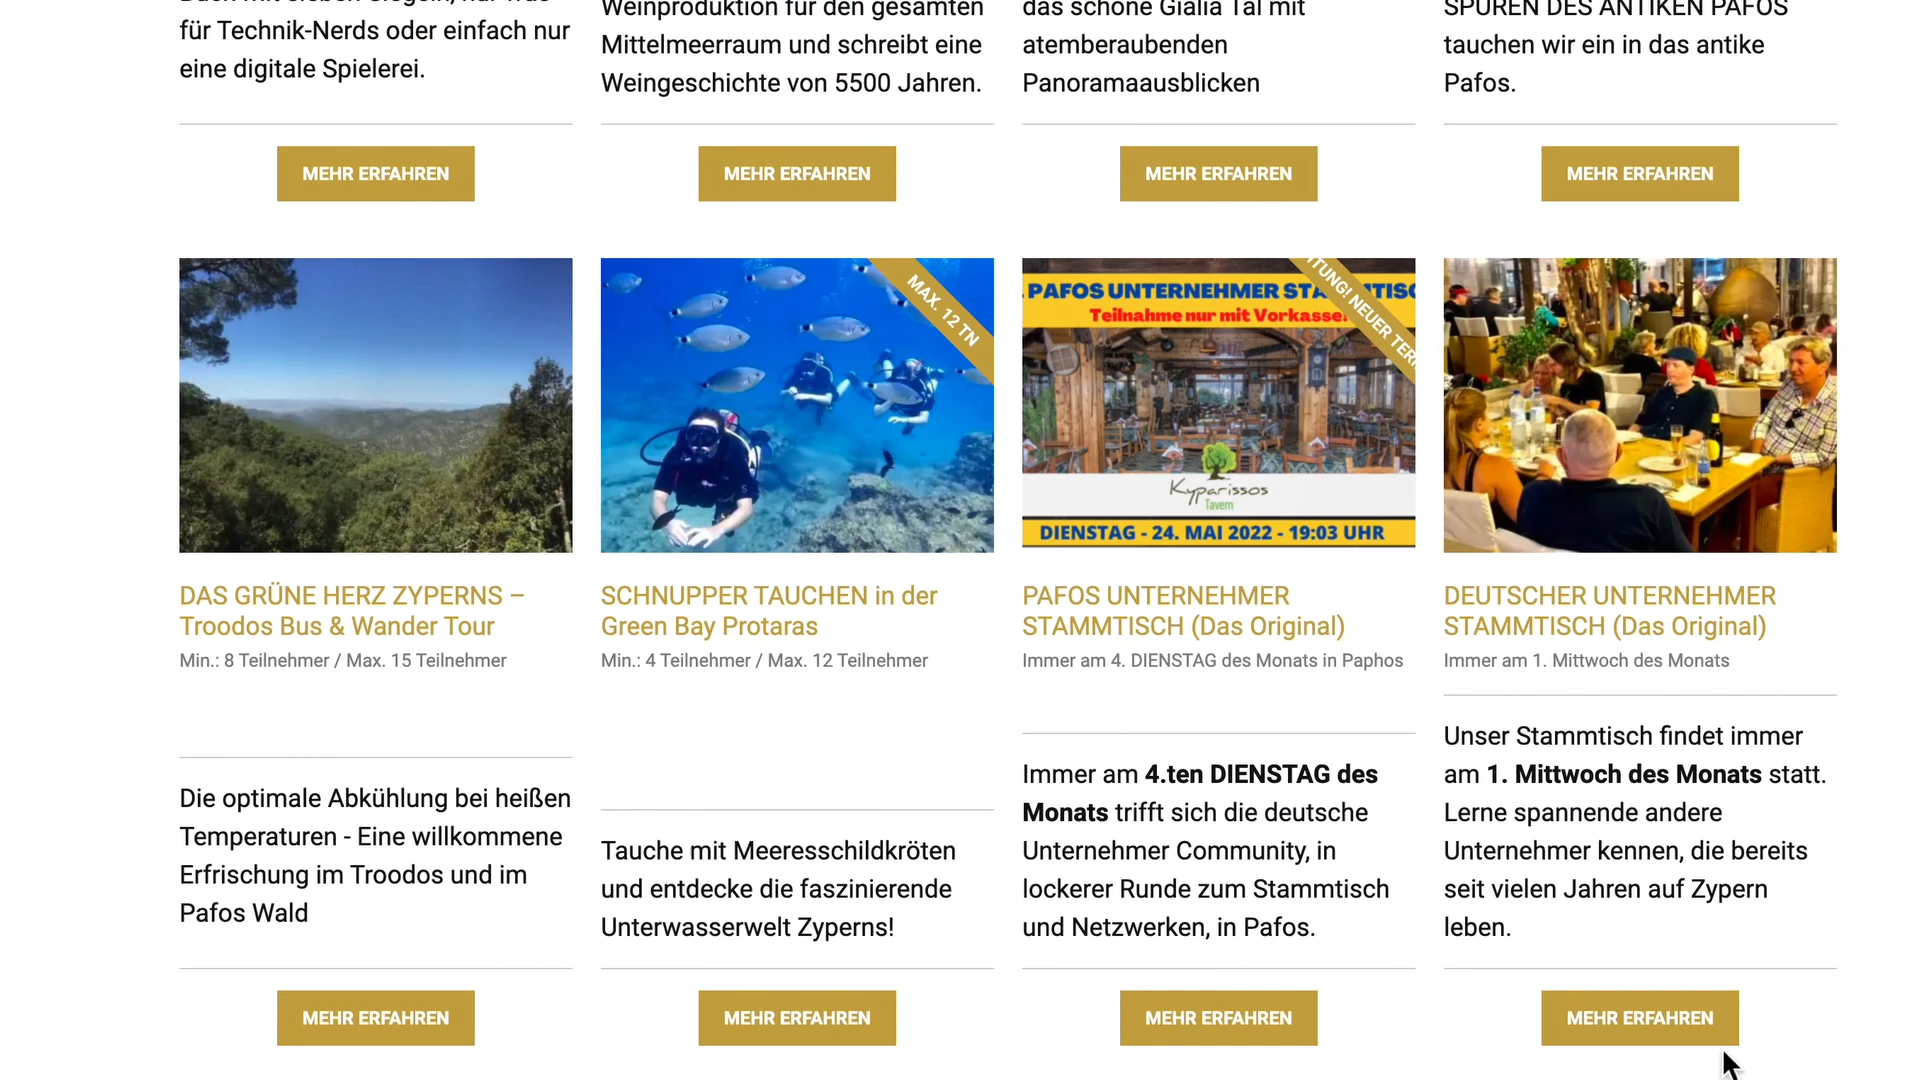 für Technik-Nerds oder einfach nur
eine digitale Spielerei.
MEHR ERFAHREN
Weinproduktion für den gesamten
Mittelmeerraum und schreibt eine
Weingeschichte von 5500 Jahren.
MEHR ERFAHREN
das schöne Gialia Tal mit
atemberaubenden
Panoramaausblicken
MEHR ERFAHREN
SPUREN DES ANTIKEN PAFOS
tauchen wir ein in das antike
Pafos.
MEHR ERFAHREN
DAS GRÜNE HERZ ZYPERNS –
Troodos Bus & Wander Tour
Min.: 8 Teilnehmer / Max. 15 Teilnehmer
Die optimale Abkühlung bei heißen
Temperaturen - Eine willkommene
Erfrischung im Troodos und im
Pafos Wald
MEHR ERFAHREN
MAX. 12 TN
SCHNUPPER TAUCHEN in der
Green Bay Protaras
Min.: 4 Teilnehmer / Max. 12 Teilnehmer
Tauche mit Meeresschildkröten
und entdecke die faszinierende
Unterwasserwelt Zyperns!
MEHR ERFAHREN
PAFOS UNTERNEHMER
Teilnahme nur mit Vorkasse!
NEUER
Kyparissos
Tavern
DIENSTAG - 24. MAI 2022 - 19:03 UHR
PAFOS UNTERNEHMER
STAMMTISCH (Das Original)
Immer am 4. DIENSTAG des Monats in Paphos
Immer am 4.ten DIENSTAG des
Monats trifft sich die deutsche
Unternehmer Community, in
lockerer Runde zum Stammtisch
und Netzwerken, in Pafos.
MEHR ERFAHREN
DEUTSCHER UNTERNEHMER
STAMMTISCH (Das Original)
Immer am 1. Mittwoch des Monats
Unser Stammtisch findet immer
am 1. Mittwoch des Monats statt.
Lerne spannende andere
Unternehmer kennen, die bereits
seit vielen Jahren auf Zypern
leben.
MEHR ERFAHREN